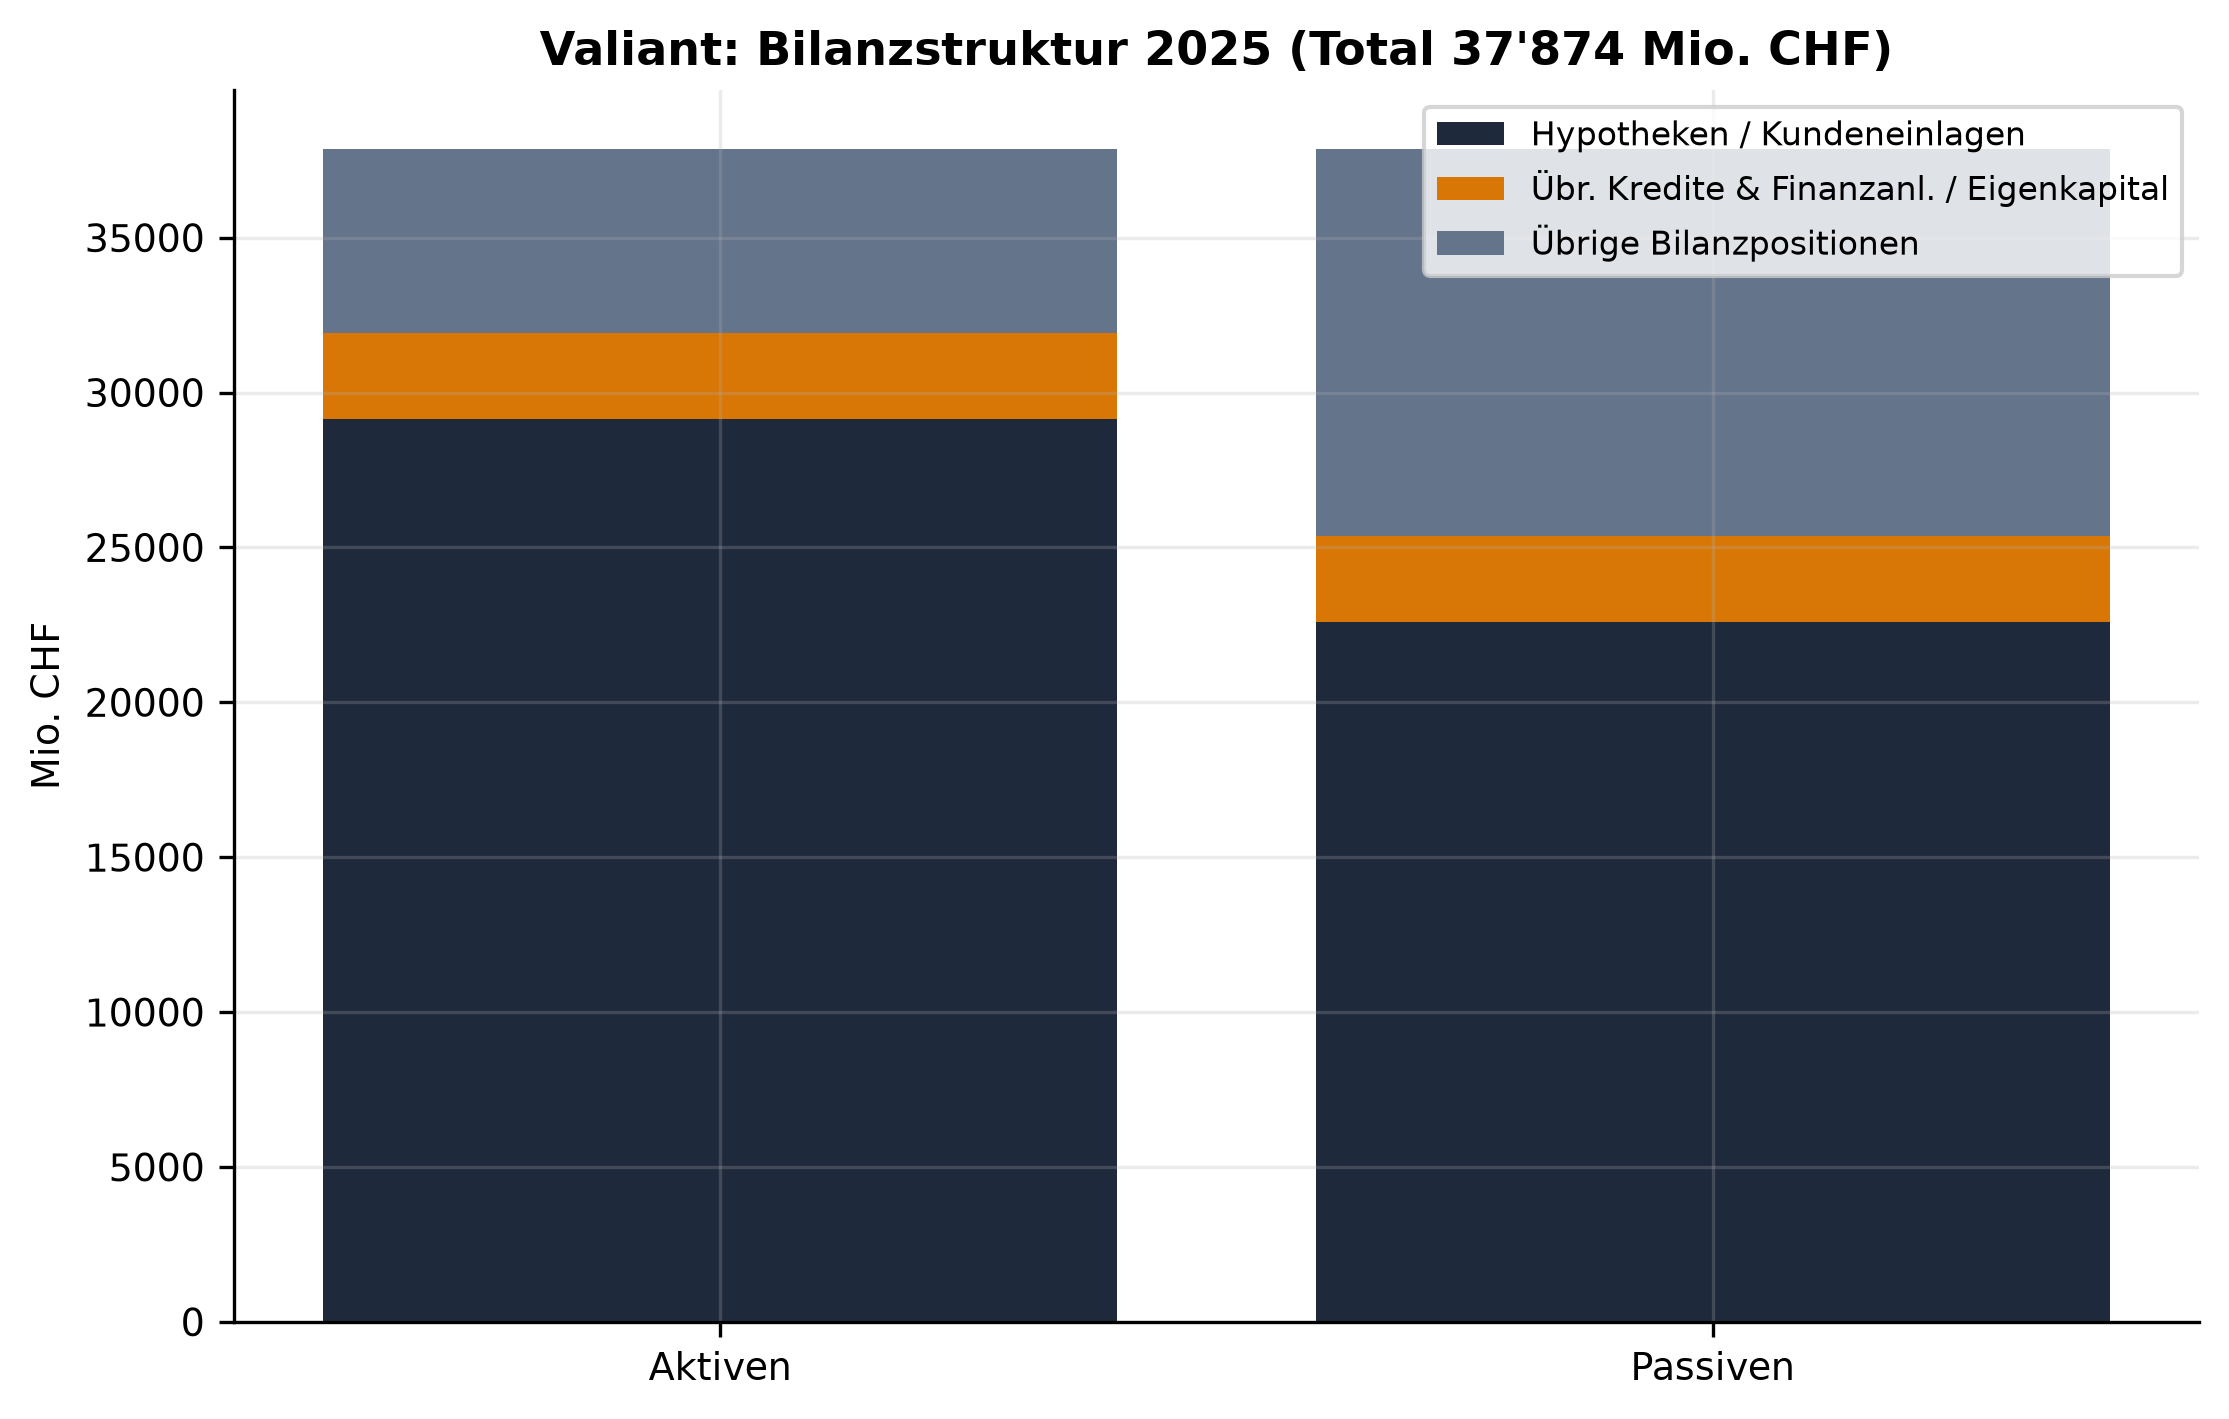 Valiant: Bilanzstruktur 2025 (Total 37'874 Mio. CHF)
Hypotheken / Kundeneinlagen
Übr. Kredite & Finanzanl. / Eigenkapital
Übrige Bilanzpositionen
Mio. CHF
35000
30000
25000
20000
15000
10000
5000
0
Aktiven
Passiven